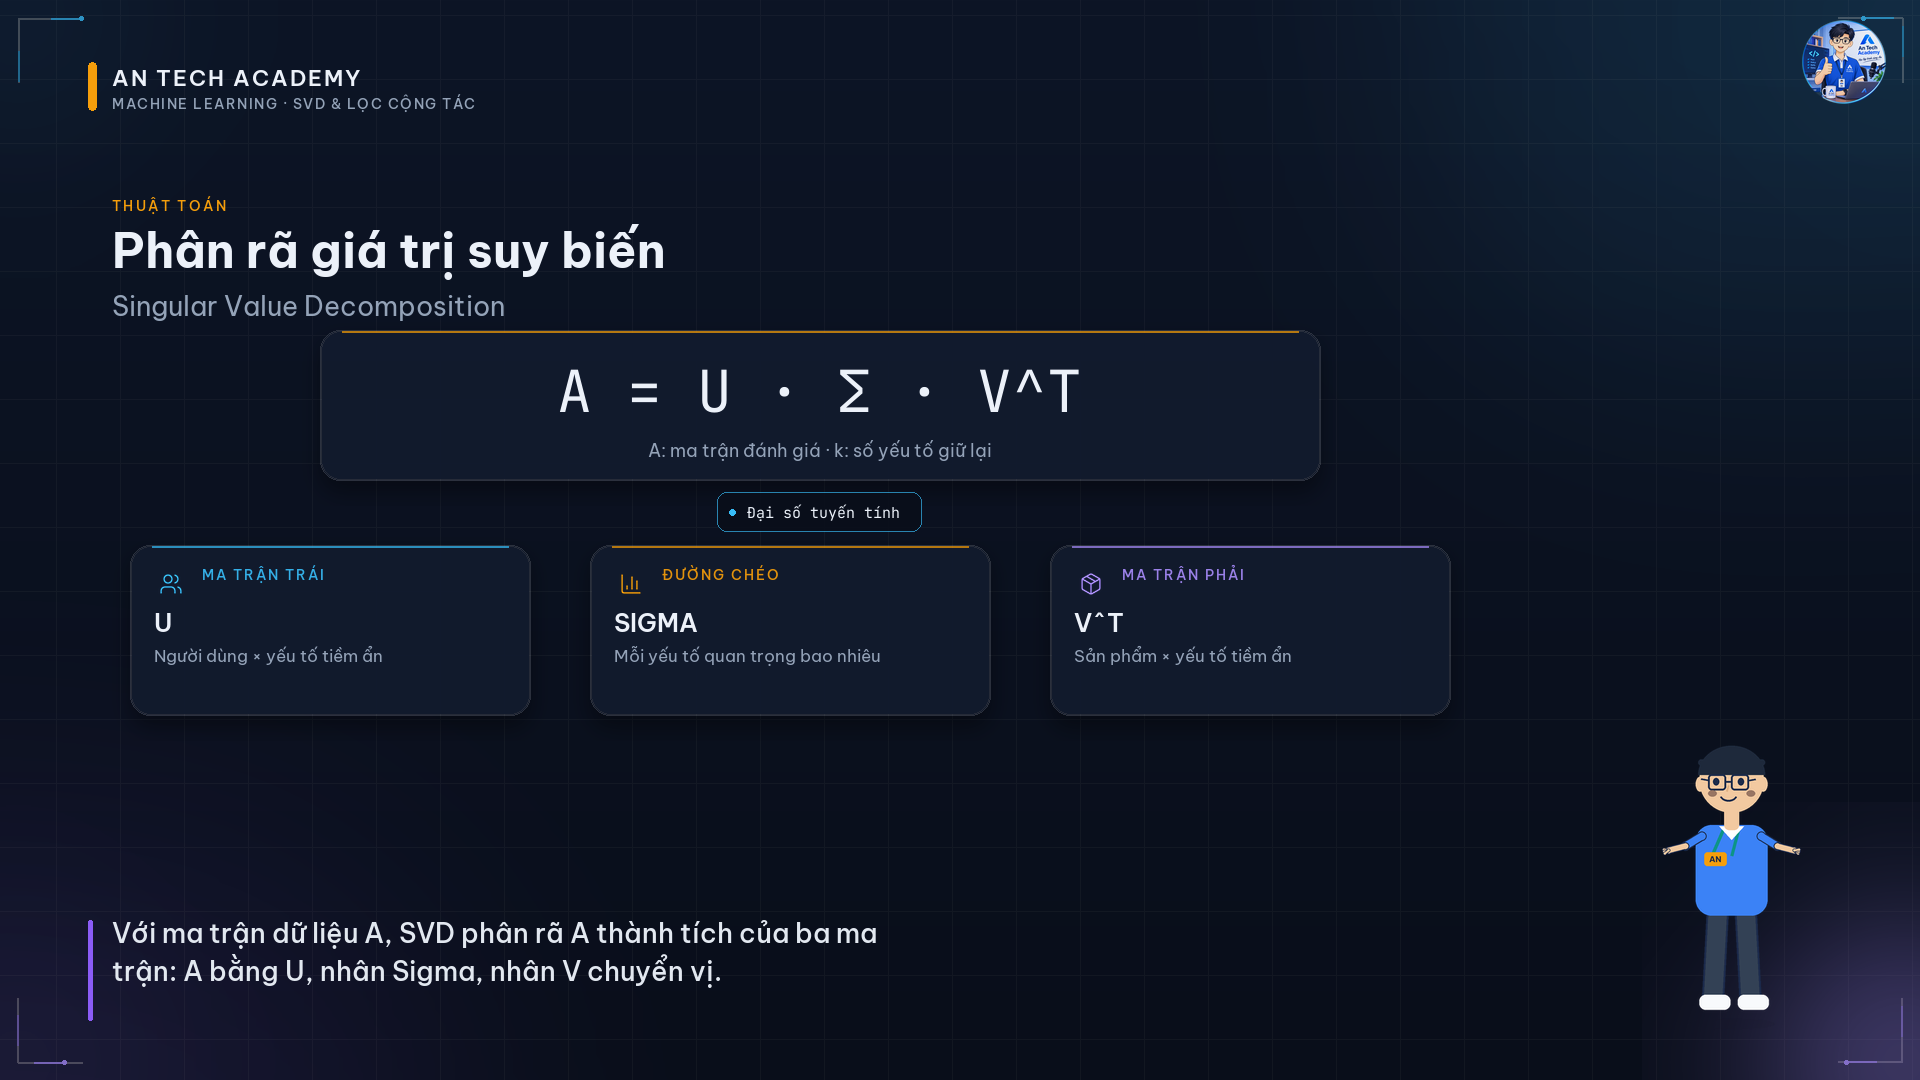 AN TECH ACADEMY
MACHINE LEARNING · SVD & LỌC CỘNG TÁC
An Tech
Academy
THUẬT TOÁN
Phân rã giá trị suy biến
Singular Value Decomposition
A = U · Σ · V^T
A: ma trận đánh giá · k: số yếu tố giữ lại
Đại số tuyến tính
MA TRẬN TRÁI
U
Người dùng × yếu tố tiềm ẩn
ĐƯỜNG CHÉO
SIGMA
Mỗi yếu tố quan trọng bao nhiêu
MA TRẬN PHẢI
V^T
Sản phẩm × yếu tố tiềm ẩn
AN
Với ma trận dữ liệu A, SVD phân rã A thành tích của ba ma
trận: A bằng U, nhân Sigma, nhân V chuyển vị.